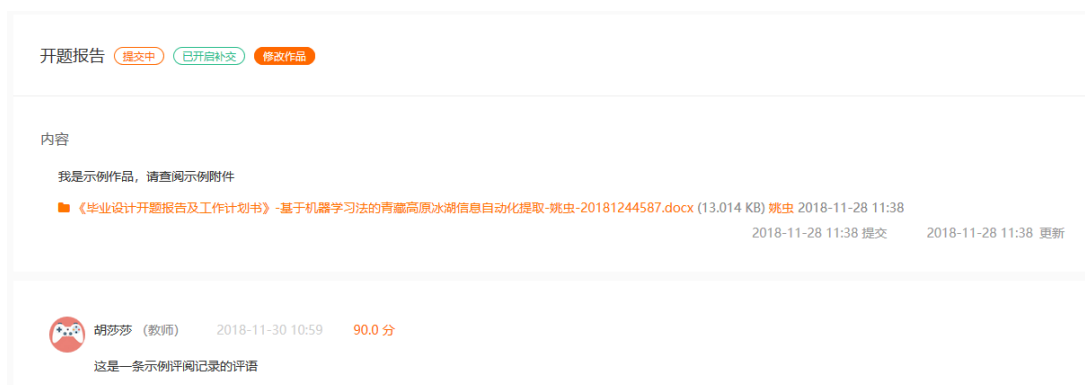 开题报告 提交中 已开启补交 修改作品
内容
我是示例作品，请查阅示例附件
《毕业设计开题报告及工作计划书》-基于机器学习法的青藏高原冰湖信息自动化提取-姚虫-20181244587.docx (13.014 KB) 姚虫 2018-11-28 11:38
2018-11-28 11:38 提交 2018-11-28 11:38 更新
胡莎莎 (教师) 2018-11-30 10:59 90.0 分
这是一条示例评阅记录的评语